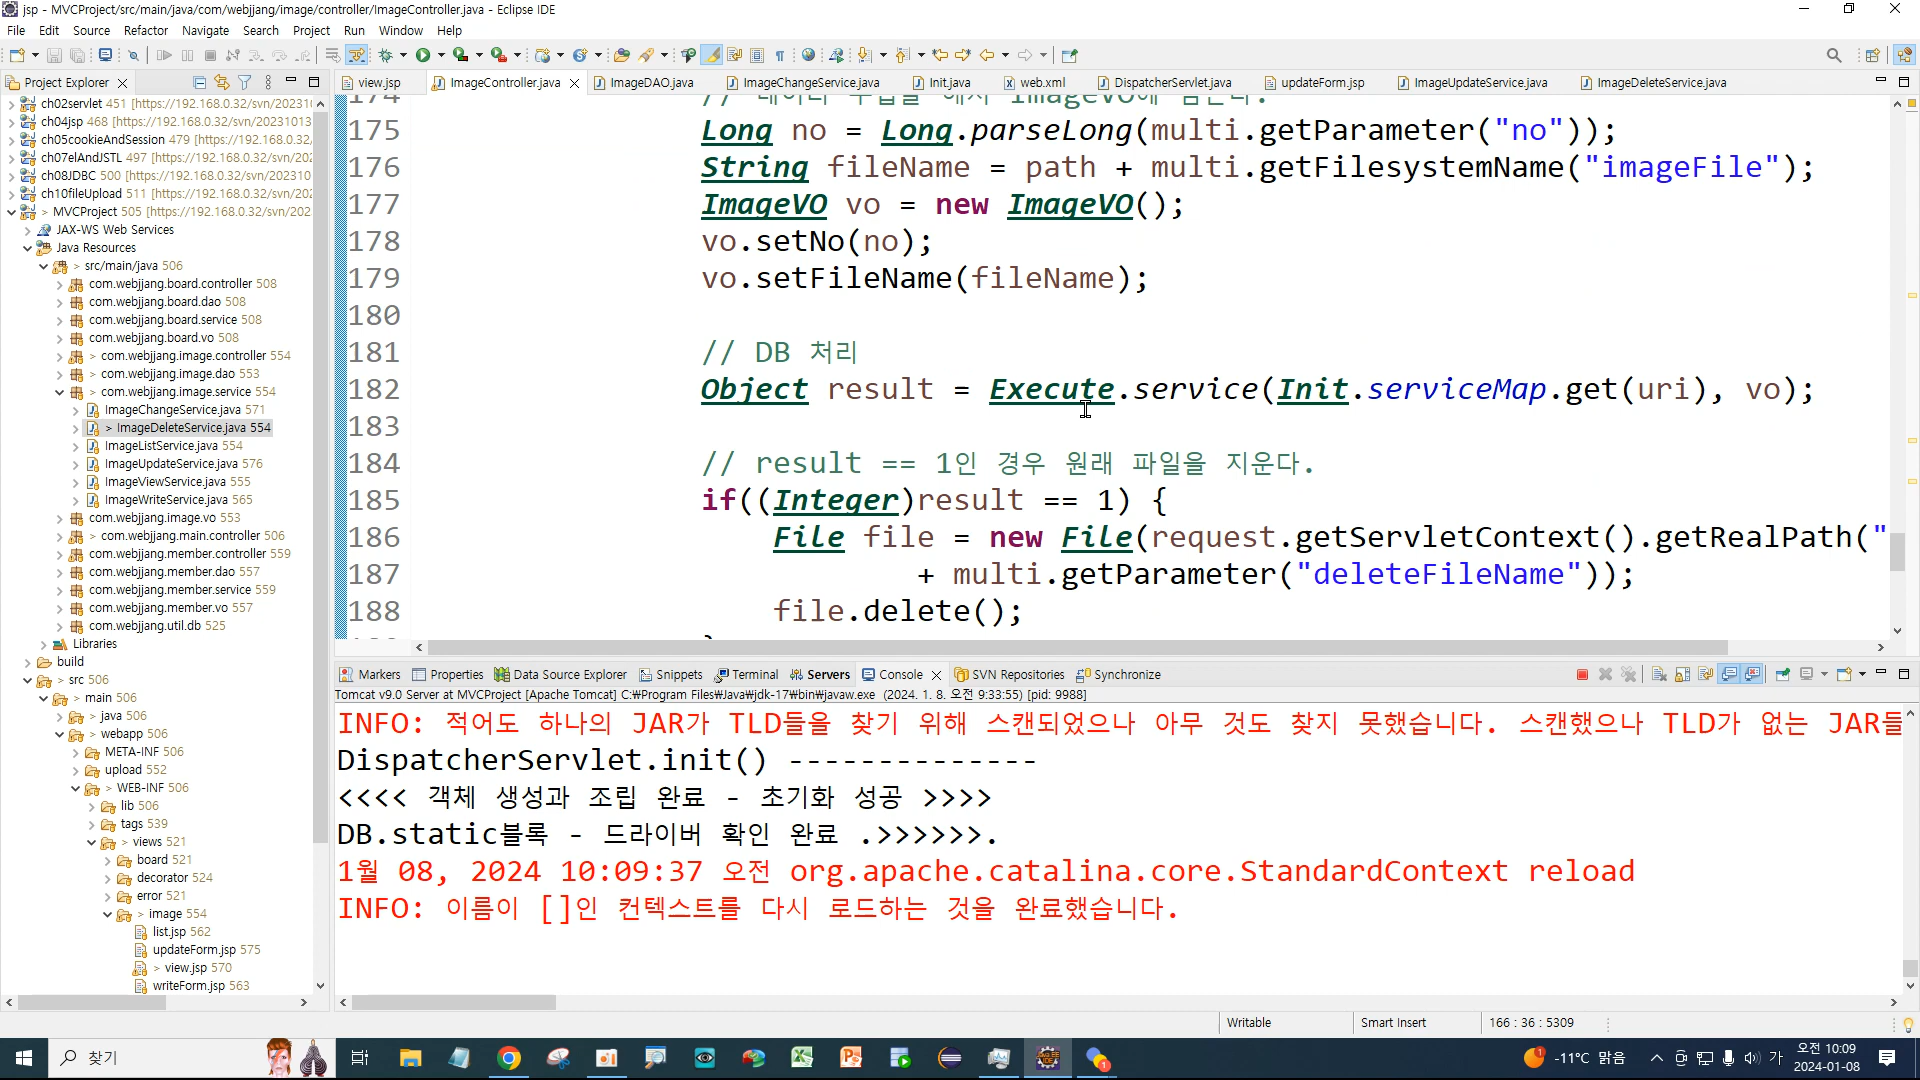 jsp - MVCProject/src/main/java/com/webjjang/image/controller/ImageController.java - Eclipse IDE
File Edit Source Refactor Navigate Search Project Run Window Help
Project Explorer
view.jsp ImageController.java ImageDAO.java ImageChangeService.java Init.java web.xml DispatcherServlet.java updateForm.jsp ImageUpdateService.java ImageDeleteService.java
ch02servlet 451 [https://192.168.0.32/svn/202310
ch04jsp 468 [https://192.168.0.32/svn/20231013
ch05cookieAndSession 479 [https://192.168.0.32,
ch07elAndJSTL 497 [https://192.168.0.32/svn/202
ch08JDBC 500 [https://192.168.0.32/svn/202310
ch10fileUpload 511 [https://192.168.0.32/svn/202
> MVCProject 505 [https://192.168.0.32/svn/202
JAX-WS Web Services
Java Resources
> src/main/java 506
com.webjjang.board.controller 508
com.webjjang.board.dao 508
com.webjjang.board.service 508
com.webjjang.board.vo 508
> com.webjjang.image.controller 554
> com.webjjang.image.dao 553
> com.webjjang.image.service 554
ImageChangeService.java 571
> ImageDeleteService.java 554
ImageListService.java 554
ImageUpdateService.java 576
ImageViewService.java 555
ImageWriteService.java 565
com.webjjang.image.vo 553
> com.webjjang.main.controller 506
com.webjjang.member.controller 559
com.webjjang.member.dao 557
com.webjjang.member.service 559
com.webjjang.member.vo 557
com.webjjang.util.db 525
Libraries
build
> src 506
> main 506
> java 506
> webapp 506
META-INF 506
upload 552
> WEB-INF 506
lib 506
tags 539
> views 521
board 521
decorator 524
error 521
> image 554
list.jsp 562
updateForm.jsp 575
> view.jsp 570
writeForm.jsp 563
175 Long no = Long.parseLong(multi.getParameter("no"));
176 String fileName = path + multi.getFilesystemName("imageFile");
177 ImageVO vo = new ImageVO();
178 vo.setNo(no);
179 vo.setFileName(fileName);
180
181 // DB 처리
182 Object result = Execute.service(Init.serviceMap.get(uri), vo);
183
184 // result == 1인 경우 원래 파일을 지운다.
185 if((Integer)result == 1) {
186 File file = new File(request.getServletContext().getRealPath("
187 + multi.getParameter("deleteFileName"));
188 file.delete();
Markers Properties Data Source Explorer Snippets Terminal Servers Console SVN Repositories Synchronize
Tomcat v9.0 Server at MVCProject [Apache Tomcat] C:₩Program Files₩Java₩jdk-17₩bin₩javaw.exe (2024. 1. 8. 오전 9:33:55) [pid: 9988]
INFO: 적어도 하나의 JAR가 TLD들을 찾기 위해 스캔되었으나 아무 것도 찾지 못했습니다. 스캔했으나 TLD가 없는 JAR들
DispatcherServlet.init() --------------
<<<< 객체 생성과 조립 완료 - 초기화 성공 >>>>
DB.static블록 - 드라이버 확인 완료 .>>>>>>.
1월 08, 2024 10:09:37 오전 org.apache.catalina.core.StandardContext reload
INFO: 이름이 []인 컨텍스트를 다시 로드하는 것을 완료했습니다.
Writable Smart Insert 166 : 36 : 5309
찾기
-11°C 맑음
가
오전 10:09
2024-01-08